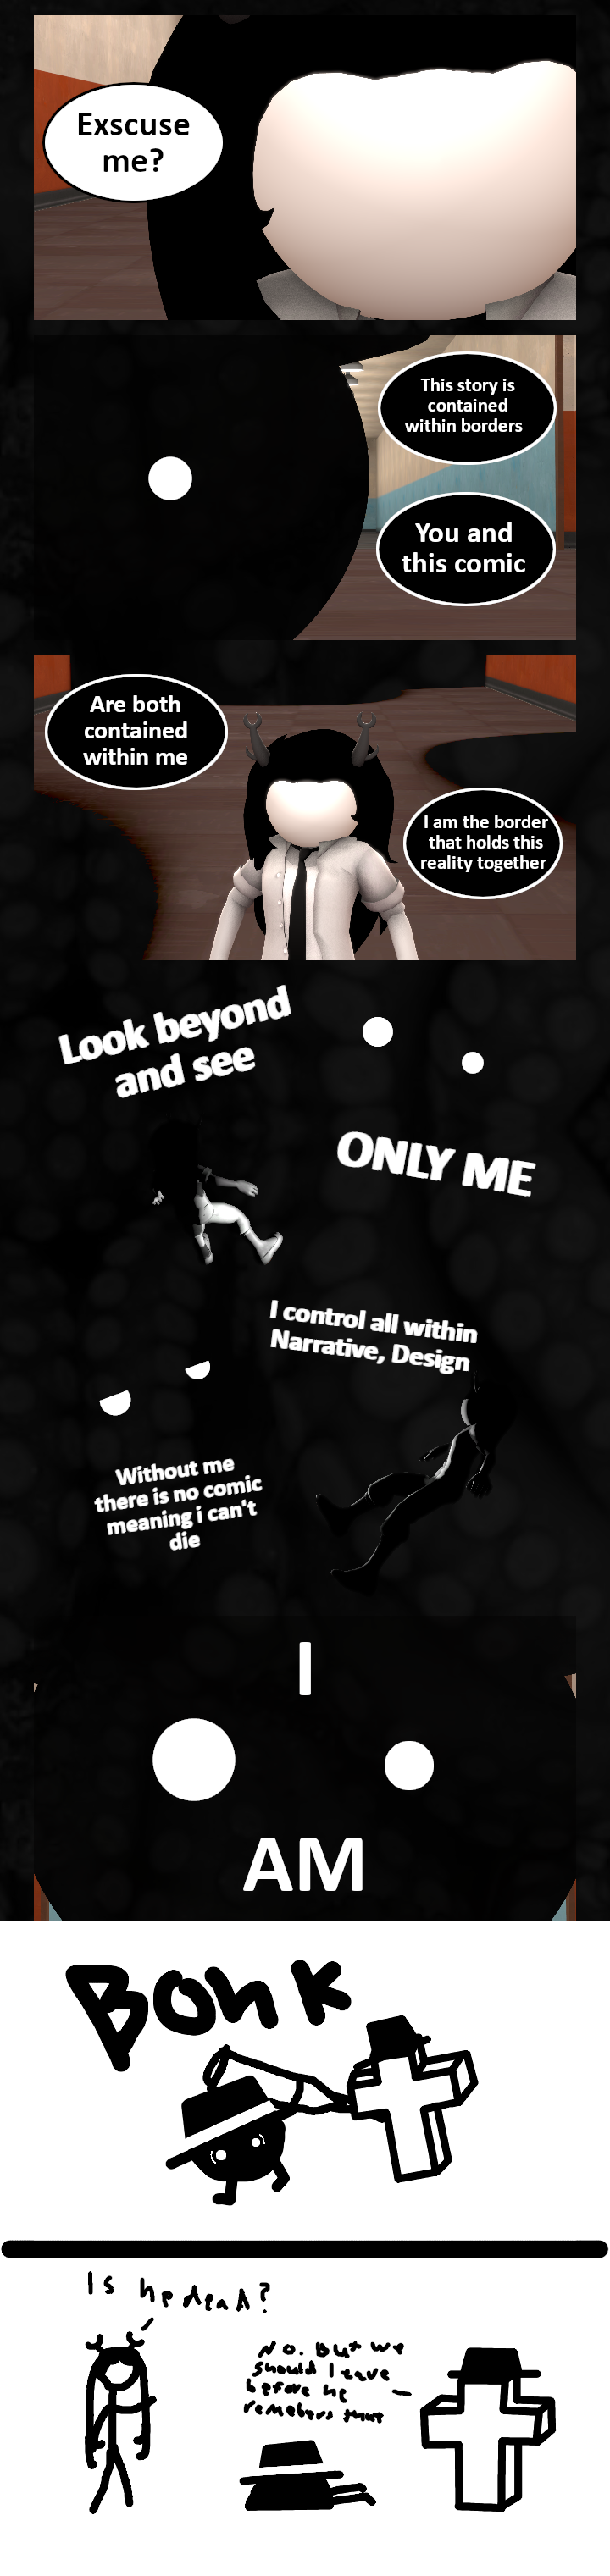 Exscuse
me?
This story is
contained
within borders
You and
this comic
Are both
contained
within me
I am the border
that holds this
reality together
Look beyond
and see
ONLY ME
I control all within
Narrative, Design
Without me
there is no comic
meaning i can't
die
I
AM
Bonk
Is he dead?
No. But we
should leave
before he
remebers that